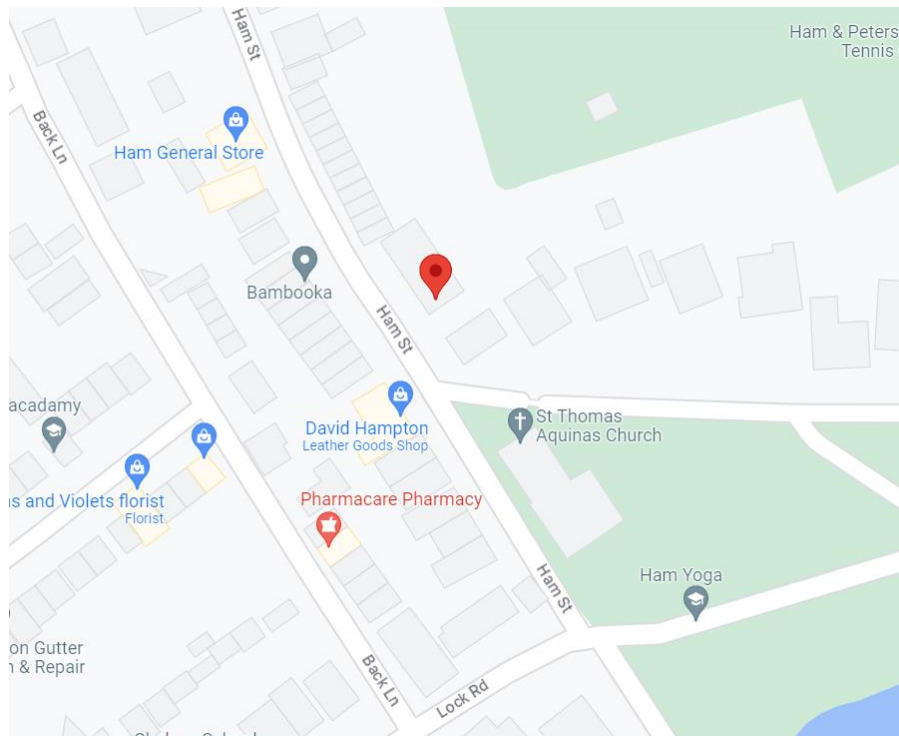 Ham St
Ham & Peters
Tennis
Back Ln
Ham General Store
Bambooka
Ham St
acadamy
David Hampton
Leather Goods Shop
St Thomas
Aquinas Church
s and Violets florist
Florist
Pharmacare Pharmacy
Ham St
Ham Yoga
on Gutter
& Repair
Back Ln
Lock Rd